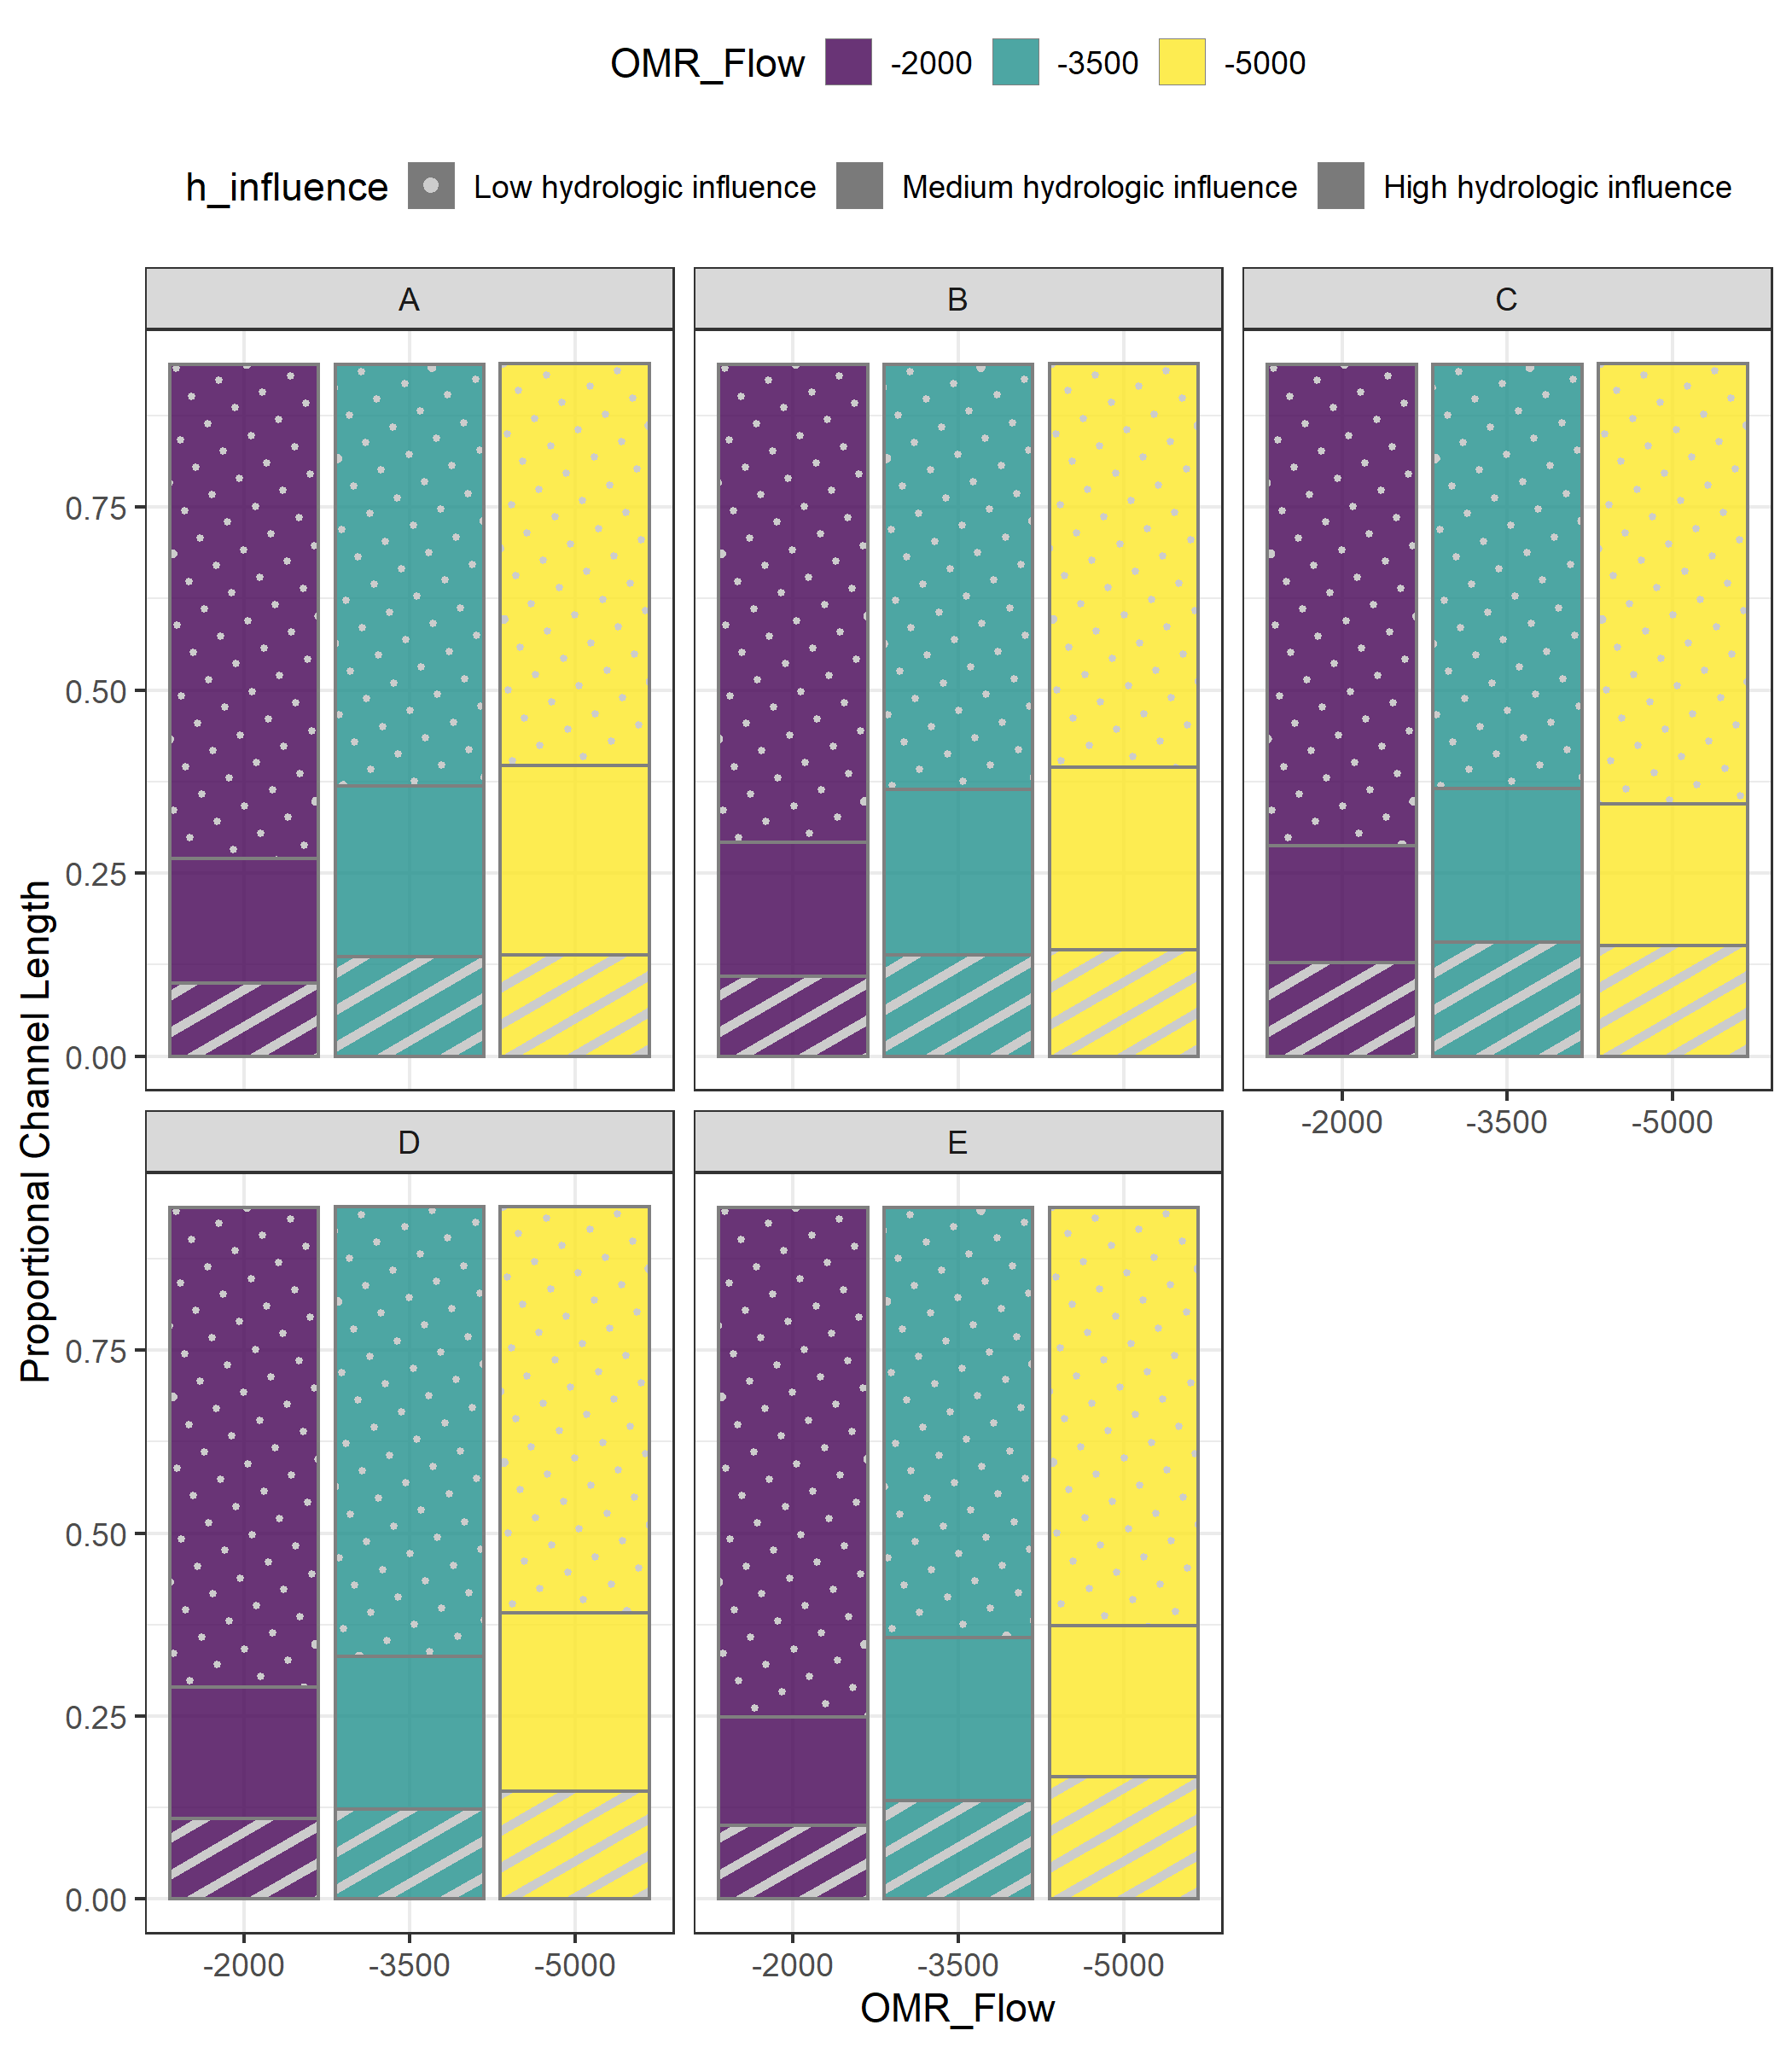 OMR_Flow -2000 -3500 -5000
h_influence Low hydrologic influence Medium hydrologic influence High hydrologic influence
A B C
Proportional Channel Length
0.75
0.50
0.25
0.00
-2000 -3500 -5000
D E
0.75
0.50
0.25
0.00
-2000 -3500 -5000 -2000 -3500 -5000
OMR_Flow